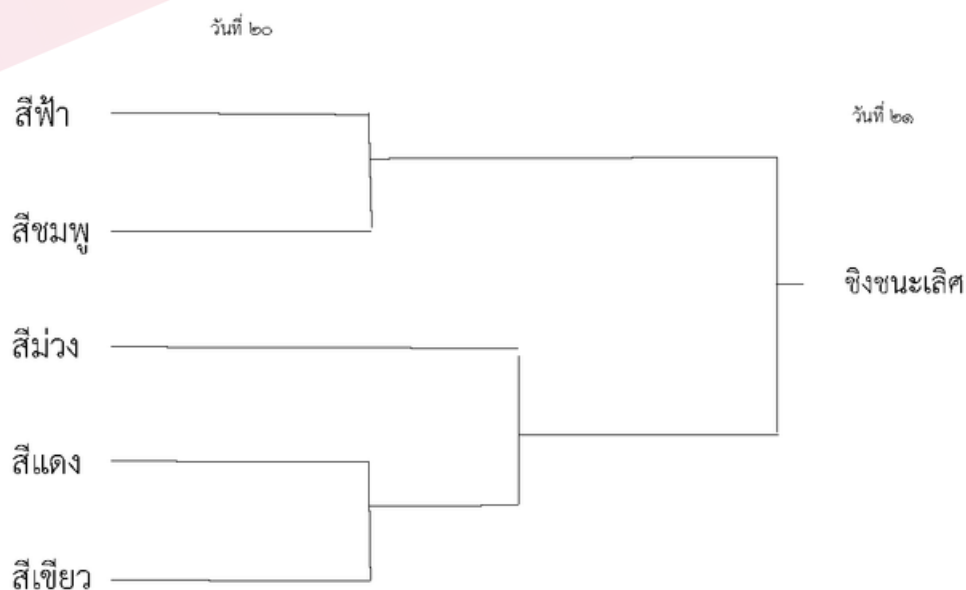 วันที่ ๒๐
สีฟ้า
วันที่ ๒๑
สีชมพู
ชิงชนะเลิศ
สีม่วง
สีแดง
สีเขียว